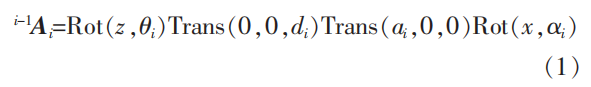 i-1Ai=Rot(z,θi)Trans(0,0,di)Trans(ai,0,0)Rot(x,αi)
(1)